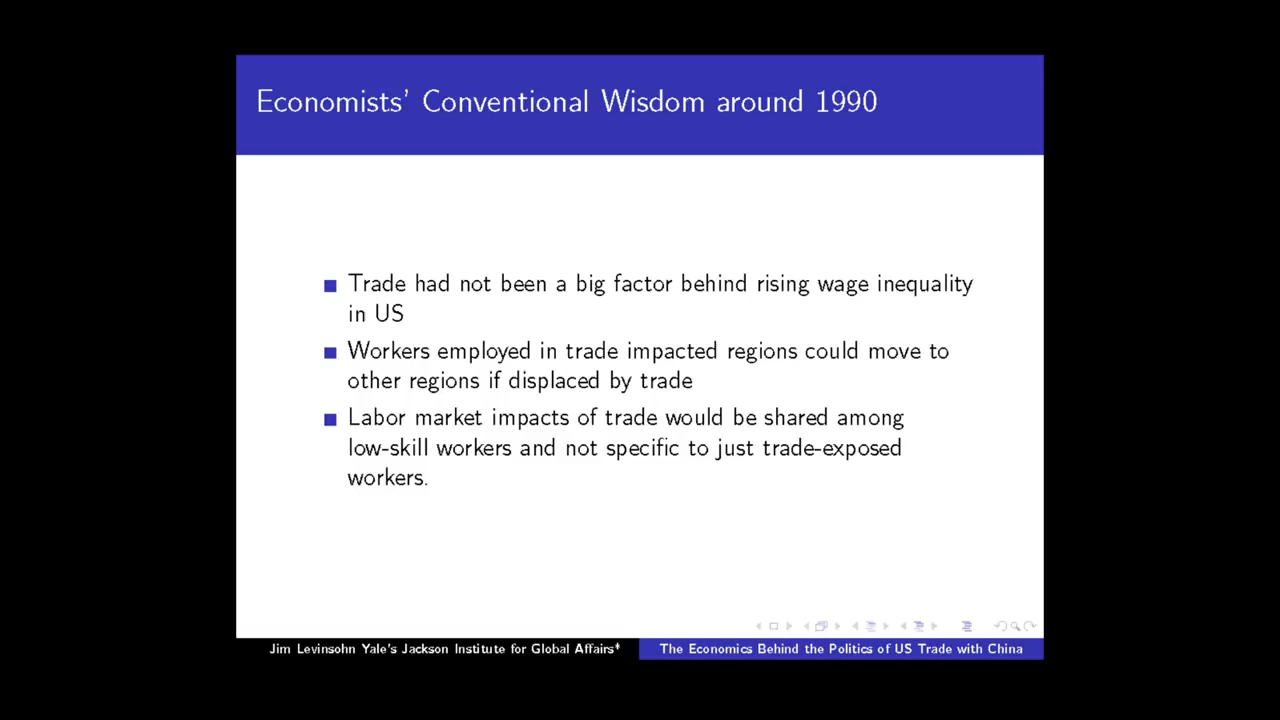 Economists' Conventional Wisdom around 1990
Trade had not been a big factor behind rising wage inequality
in US
Workers employed in trade impacted regions could move to
other regions if displaced by trade
Labor market impacts of trade would be shared among
low-skill workers and not specific to just trade-exposed
workers.
Jim Levinsohn Yale's Jackson Institute for Global Affairs*
The Economics Behind the Politics of US Trade with China